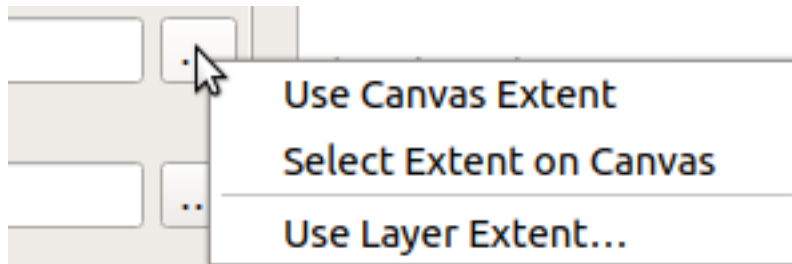 Use Canvas Extent
Select Extent on Canvas
Use Layer Extent…